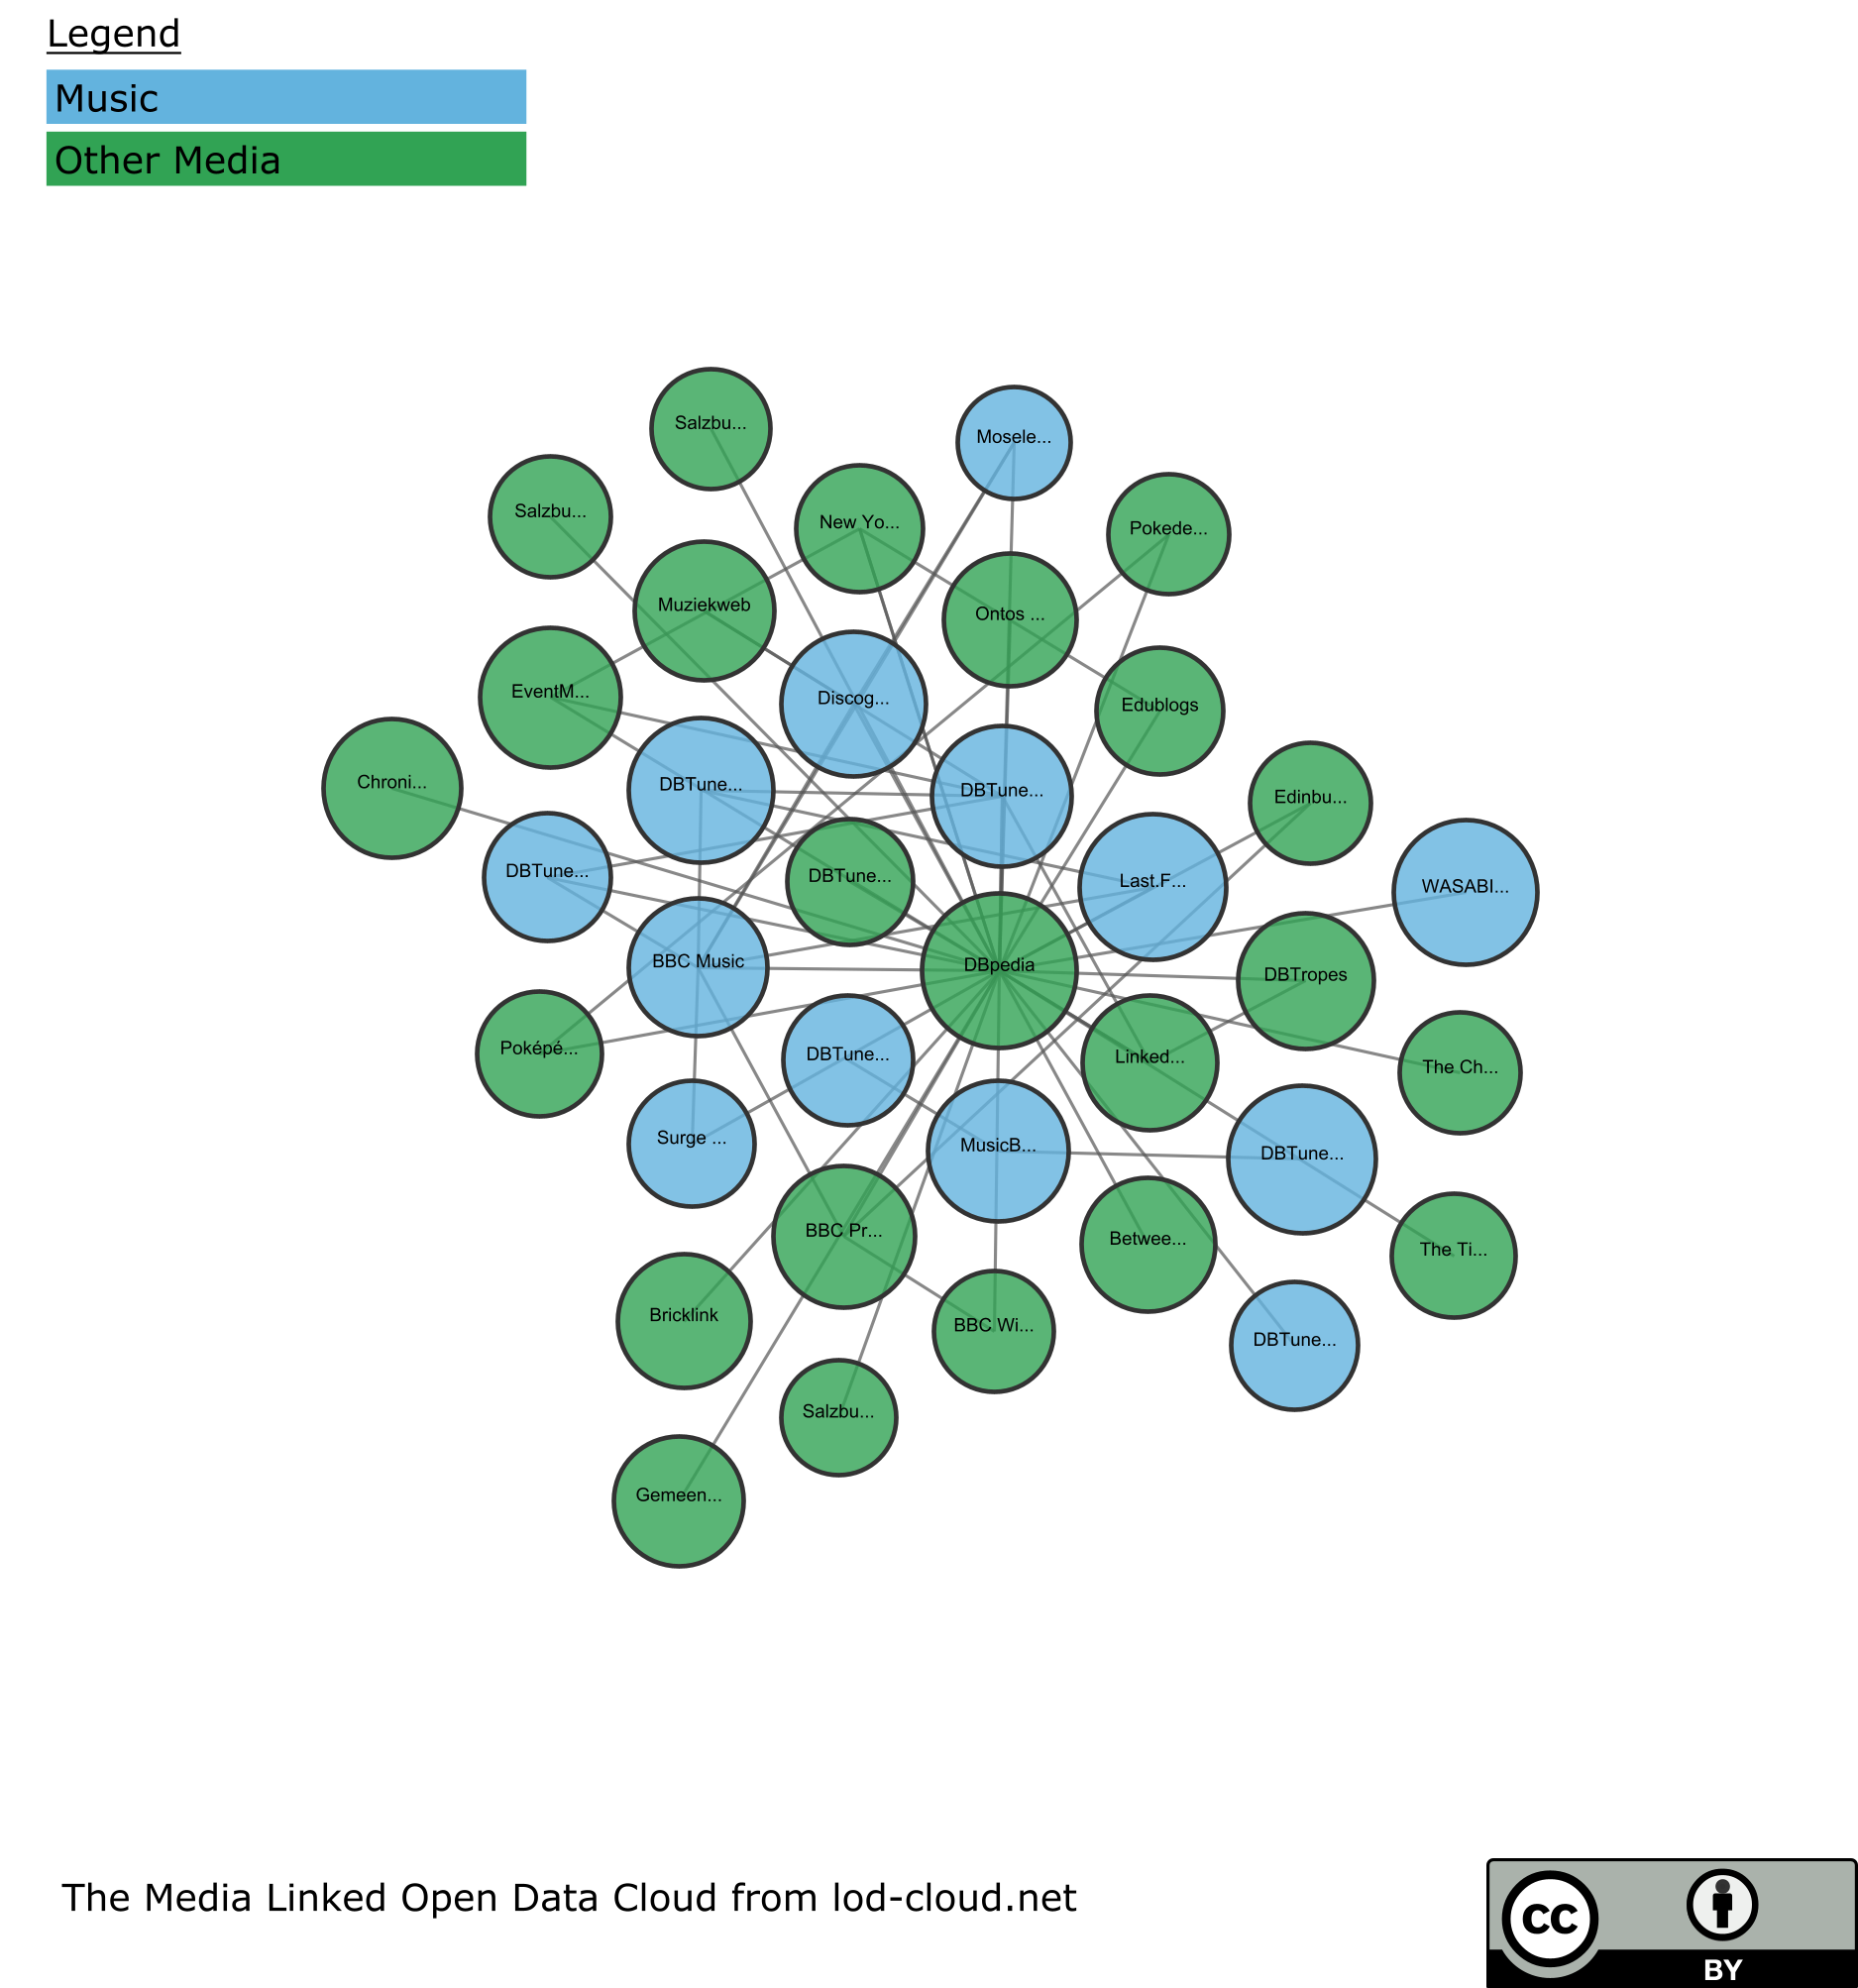 Legend
Music
Other Media
Salzbu...
Mosele...
Salzbu...
New Yo...
Pokede...
Muziekweb
Ontos ...
EventM...
Discog...
Edublogs
Chroni...
DBTune...
DBTune...
Edinbu...
DBTune...
DBTune...
Last.F...
WASABI...
BBC Music
DBpedia
DBTropes
Poképé...
DBTune...
Linked...
The Ch...
Surge ...
MusicB...
DBTune...
BBC Pr...
Betwee...
The Ti...
Bricklink
BBC Wi...
DBTune...
Salzbu...
Gemeen...
The Media Linked Open Data Cloud from lod-cloud.net
cc
BY